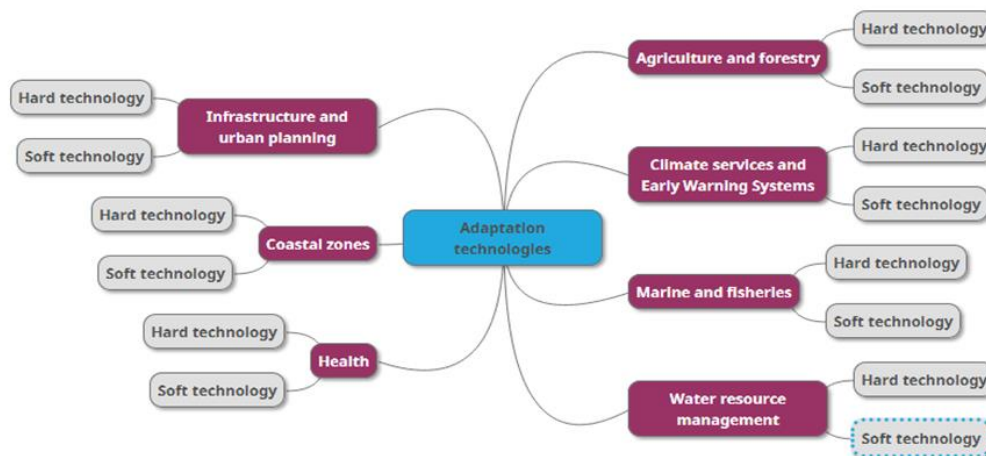 Adaptation
technologies
Infrastructure and
urban planning
Hard technology
Soft technology
Coastal zones
Hard technology
Soft technology
Health
Hard technology
Soft technology
Agriculture and forestry
Hard technology
Soft technology
Climate services and
Early Warning Systems
Hard technology
Soft technology
Marine and fisheries
Hard technology
Soft technology
Water resource
management
Hard technology
Soft technology